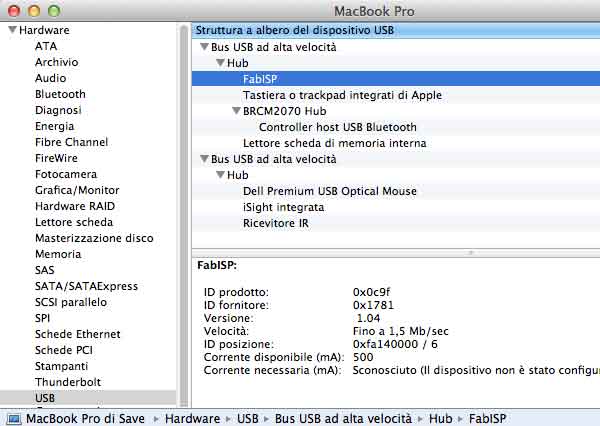 MacBook Pro
Hardware
ATA
Archivio
Audio
Bluetooth
Diagnosi
Energia
Fibre Channel
FireWire
Fotocamera
Grafica/Monitor
Hardware RAID
Lettore scheda
Masterizzazione disco
Memoria
SAS
SATA/SATAExpress
SCSI parallelo
SPI
Schede Ethernet
Schede PCI
Stampanti
Thunderbolt
USB
Struttura a albero del dispositivo USB
Bus USB ad alta velocità
Hub
FabISP
Tastiera o trackpad integrati di Apple
BRCM2070 Hub
Controller host USB Bluetooth
Lettore scheda di memoria interna
Bus USB ad alta velocità
Hub
Dell Premium USB Optical Mouse
iSight integrata
Ricevitore IR
FabISP:
ID prodotto: 0x0c9f
ID fornitore: 0x1781
Versione: 1.04
Velocità: Fino a 1,5 Mb/sec
ID posizione: 0xfa140000 / 6
Corrente disponibile (mA): 500
Corrente necessaria (mA): Sconosciuto (Il dispositivo non è stato configu
MacBook Pro di Save Hardware USB Bus USB ad alta velocità Hub FabISP